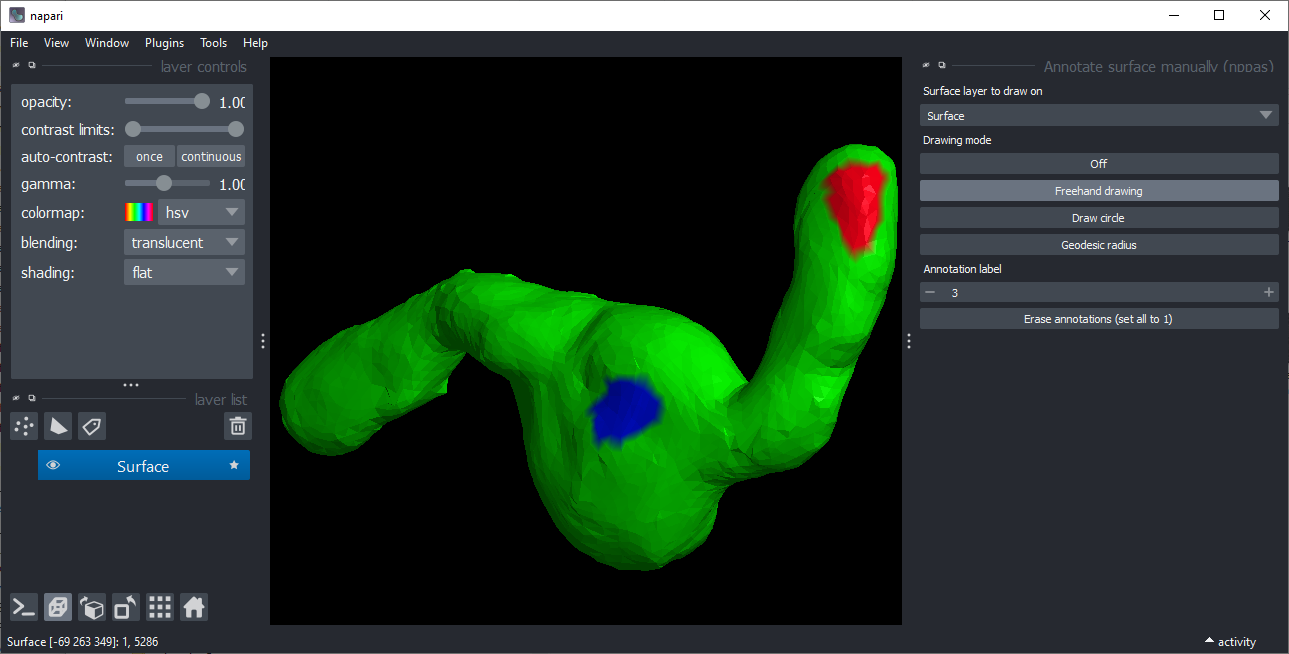 napari
File View Window Plugins Tools Help
layer controls
opacity: 1.00
contrast limits:
auto-contrast: once continuous
gamma: 1.00
colormap: hsv
blending: translucent
shading: flat
layer list
Surface
Surface [-69 263 349]: 1, 5286
Annotate surface manually (nppas)
Surface layer to draw on
Surface
Drawing mode
Off
Freehand drawing
Draw circle
Geodesic radius
Annotation label
− 3 +
Erase annotations (set all to 1)
activity